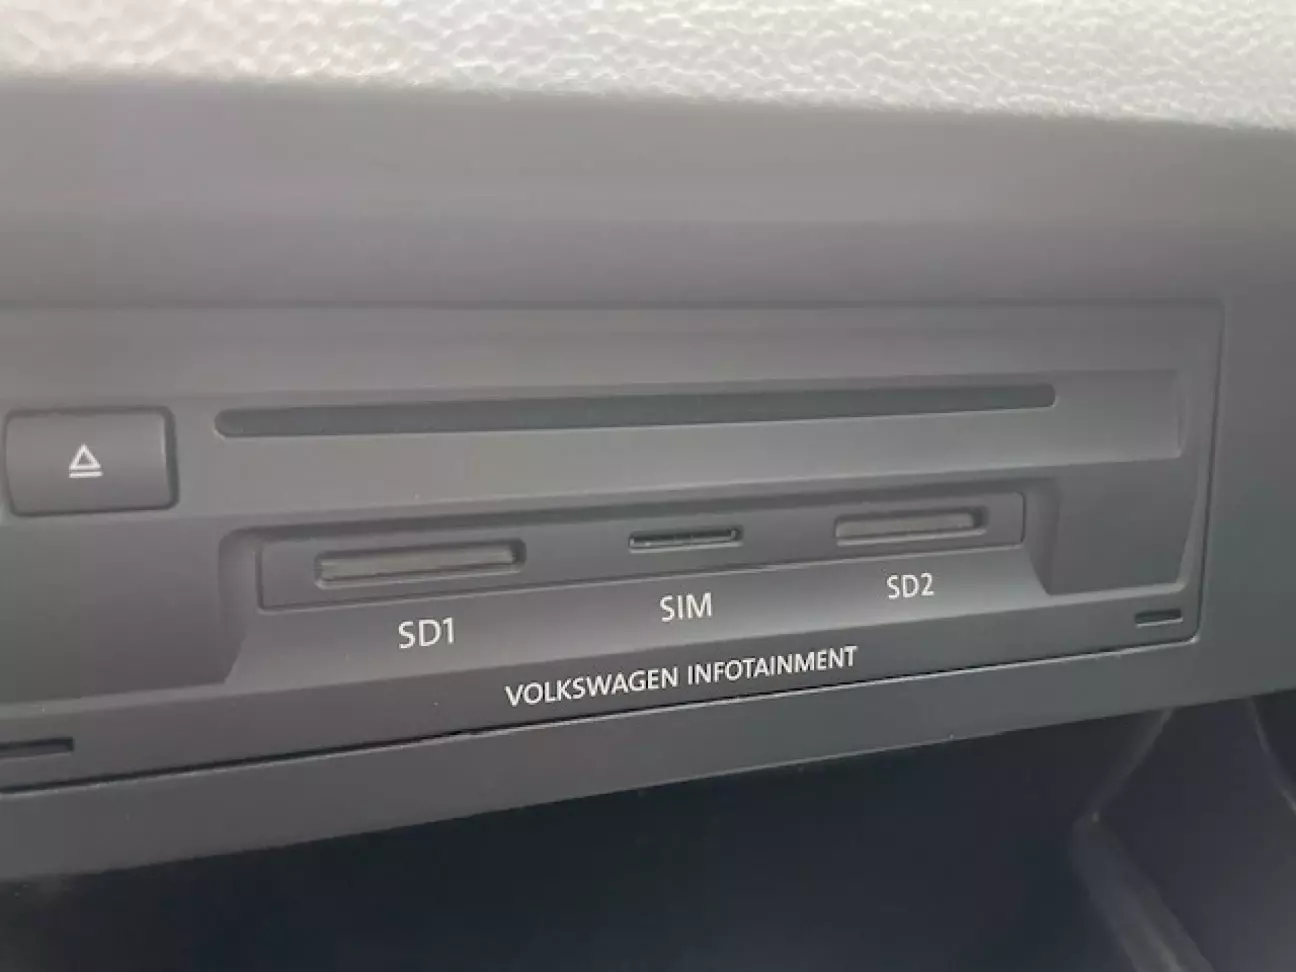 SD1
SIM
SD2
VOLKSWAGEN INFOTAINMENT